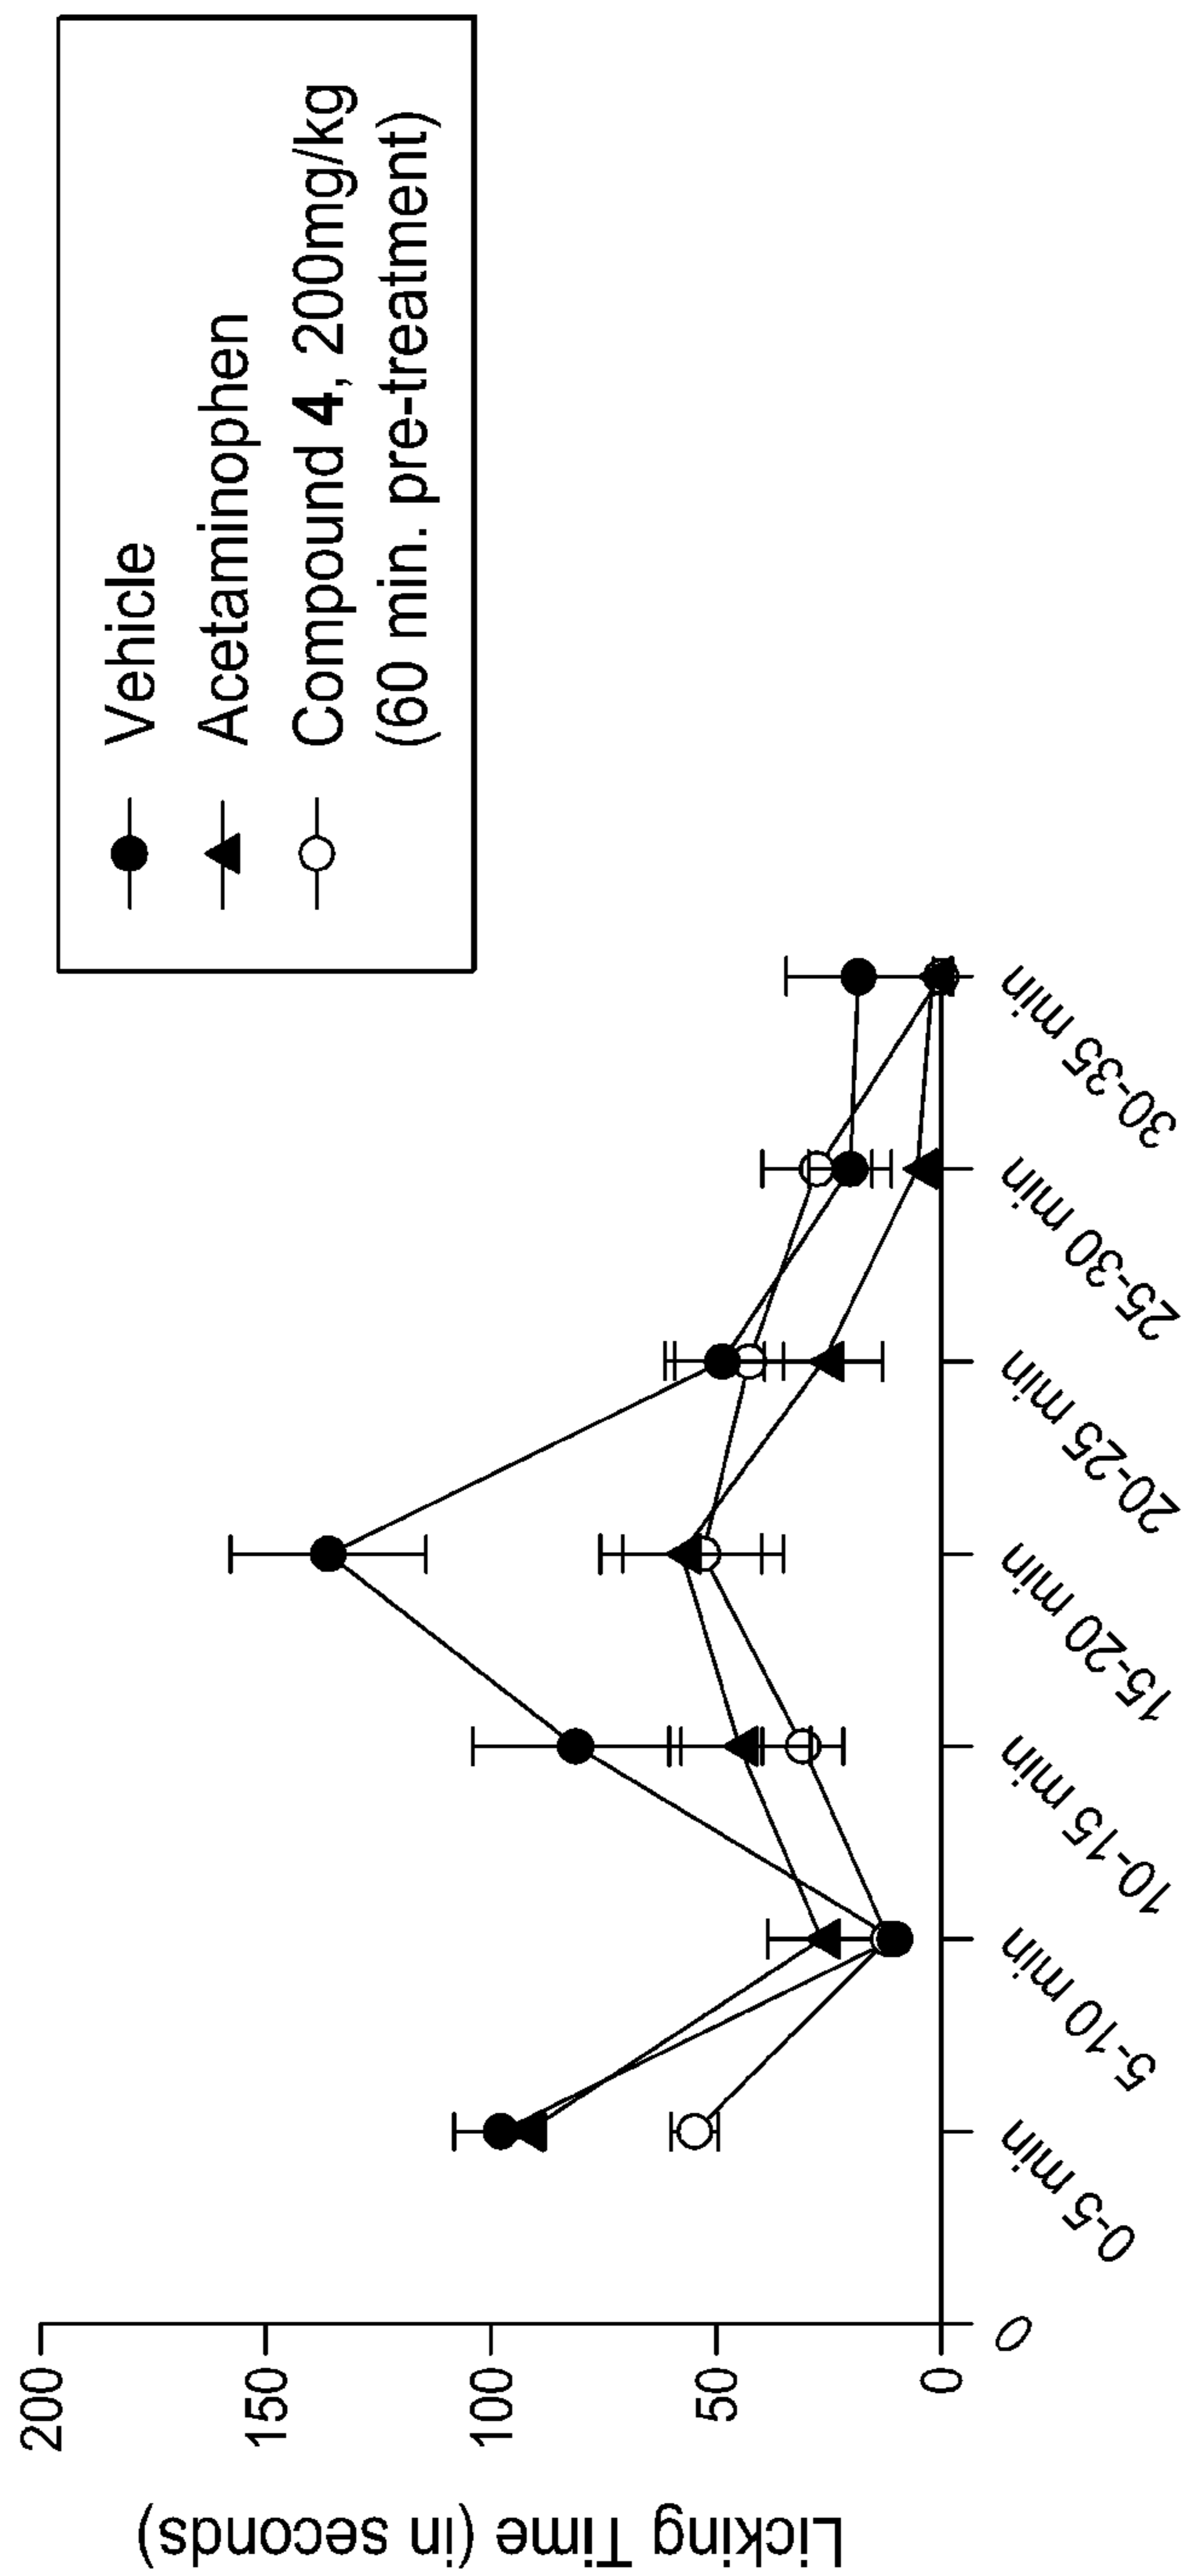 Vehicle
Acetaminophen
Compound 4, 200mg/kg
(60 min. pre-treatment)
Licking Time (in seconds)
200
150
100
50
0
0
0-5 min
5-10 min
10-15 min
15-20 min
20-25 min
25-30 min
30-35 min